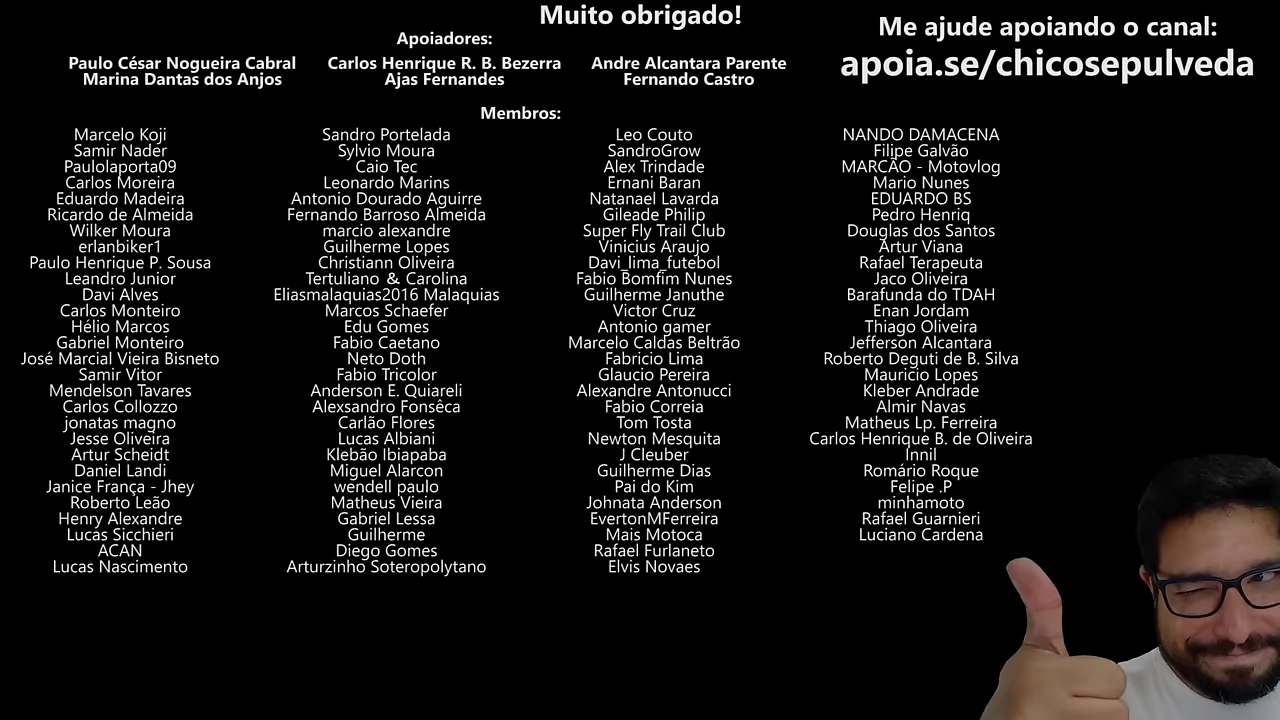 Muito obrigado!
Apoiadores:
Paulo César Nogueira Cabral
Marina Dantas dos Anjos
Carlos Henrique R. B. Bezerra
Ajas Fernandes
Andre Alcantara Parente
Fernando Castro
Me ajude apoiando o canal:
apoia.se/chicosepulveda
Membros:
Marcelo Koji
Samir Nader
Paulolaporta09
Carlos Moreira
Eduardo Madeira
Ricardo de Almeida
Wilker Moura
erlanbiker1
Paulo Henrique P. Sousa
Leandro Junior
Davi Alves
Carlos Monteiro
Hélio Marcos
Gabriel Monteiro
José Marcial Vieira Bisneto
Samir Vitor
Mendelson Tavares
Carlos Collozzo
jonatas magno
Jesse Oliveira
Artur Scheidt
Daniel Landi
Janice França - Jhey
Roberto Leão
Henry Alexandre
Lucas Sicchieri
ACAN
Lucas Nascimento
Sandro Portelada
Sylvio Moura
Caio Tec
Leonardo Marins
Antonio Dourado Aguirre
Fernando Barroso Almeida
marcio alexandre
Guilherme Lopes
Christiann Oliveira
Tertuliano & Carolina
Eliasmalaquias2016 Malaquias
Marcos Schaefer
Edu Gomes
Fabio Caetano
Neto Doth
Fabio Tricolor
Anderson E. Quiareli
Alexsandro Fonsêca
Carlão Flores
Lucas Albiani
Klebão Ibiapaba
Miguel Alarcon
wendell paulo
Matheus Vieira
Gabriel Lessa
Guilherme
Diego Gomes
Arturzinho Soteropolytano
Leo Couto
SandroGrow
Alex Trindade
Ernani Baran
Natanael Lavarda
Gileade Philip
Super Fly Trail Club
Vinicius Araujo
Davi_lima_futebol
Fabio Bomfim Nunes
Guilherme Januthe
Victor Cruz
Antonio gamer
Marcelo Caldas Beltrão
Fabricio Lima
Glaucio Pereira
Alexandre Antonucci
Fabio Correia
Tom Tosta
Newton Mesquita
J Cleuber
Guilherme Dias
Pai do Kim
Johnata Anderson
EvertonMFerreira
Mais Motoca
Rafael Furlaneto
Elvis Novaes
NANDO DAMACENA
Filipe Galvão
MARCÃO - Motovlog
Mario Nunes
EDUARDO BS
Pedro Henriq
Douglas dos Santos
Artur Viana
Rafael Terapeuta
Jaco Oliveira
Barafunda do TDAH
Enan Jordam
Thiago Oliveira
Jefferson Alcantara
Roberto Deguti de B. Silva
Mauricio Lopes
Kleber Andrade
Almir Navas
Matheus Lp. Ferreira
Carlos Henrique B. de Oliveira
Innil
Romário Roque
Felipe .P
minhamoto
Rafael Guarnieri
Luciano Cardena